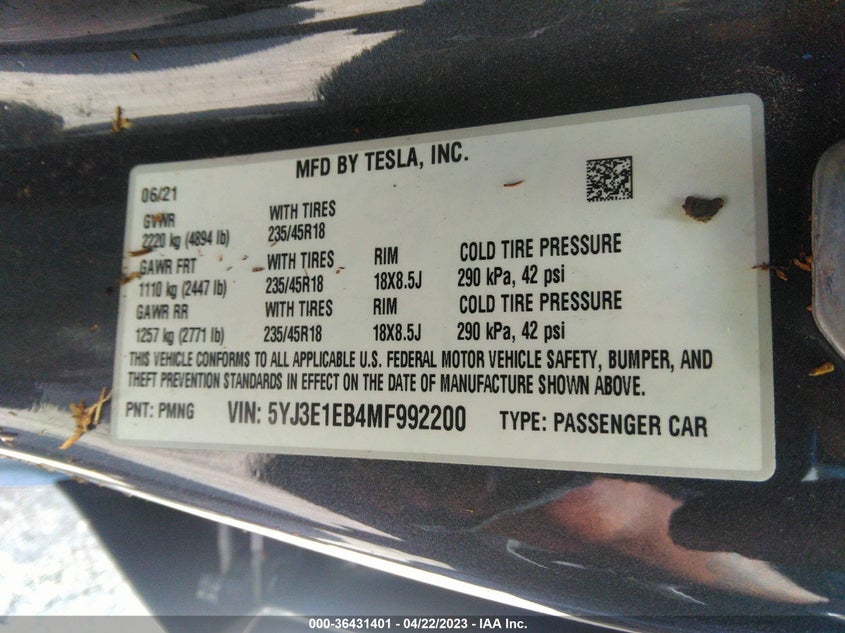 MFD BY TESLA, INC.
06/21
GVWR WITH TIRES
2220 kg (4894 lb) 235/45R18
GAWR FRT WITH TIRES RIM COLD TIRE PRESSURE
1110 kg (2447 lb) 235/45R18 18X8.5J 290 kPa, 42 psi
GAWR RR WITH TIRES RIM COLD TIRE PRESSURE
1257 kg (2771 lb) 235/45R18 18X8.5J 290 kPa, 42 psi
THIS VEHICLE CONFORMS TO ALL APPLICABLE U.S. FEDERAL MOTOR VEHICLE SAFETY, BUMPER, AND
THEFT PREVENTION STANDARDS IN EFFECT ON THE DATE OF MANUFACTURE SHOWN ABOVE.
PNT: PMNG VIN: 5YJ3E1EB4MF992200 TYPE: PASSENGER CAR
000-36431401 - 04/22/2023 - IAA Inc.